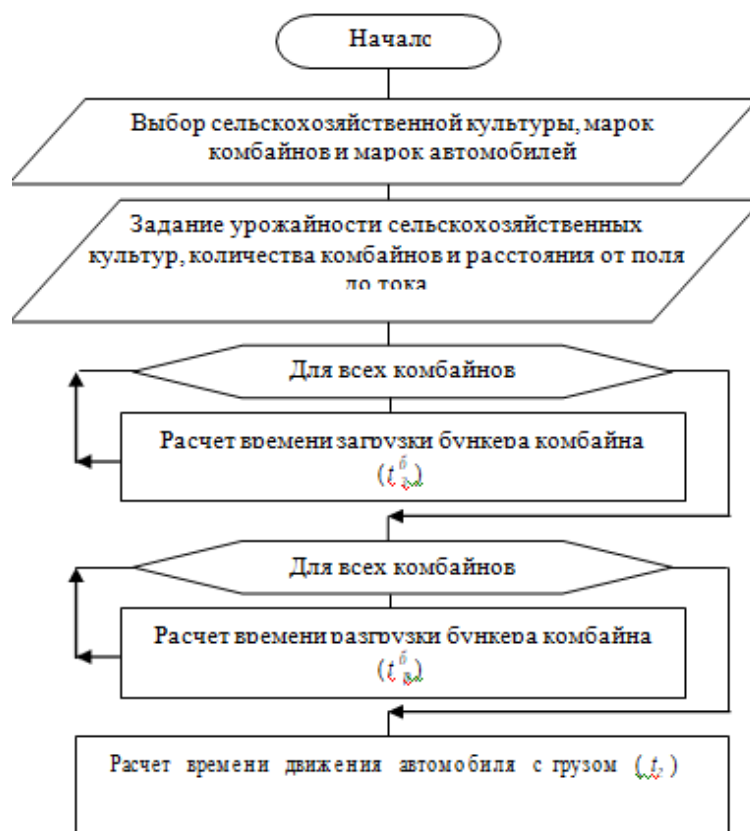 Начало
Выбор сельскохозяйственной культуры, марок
комбайнов и марок автомобилей
Задание урожайности сельскохозяйственных
культур, количества комбайнов и расстояния от поля
до тока
Для всех комбайнов
Расчет времени загрузки бункера комбайна
(t б з)
Для всех комбайнов
Расчет времени разгрузки бункера комбайна
(t б в)
Расчет времени движения автомобиля с грузом (t г)